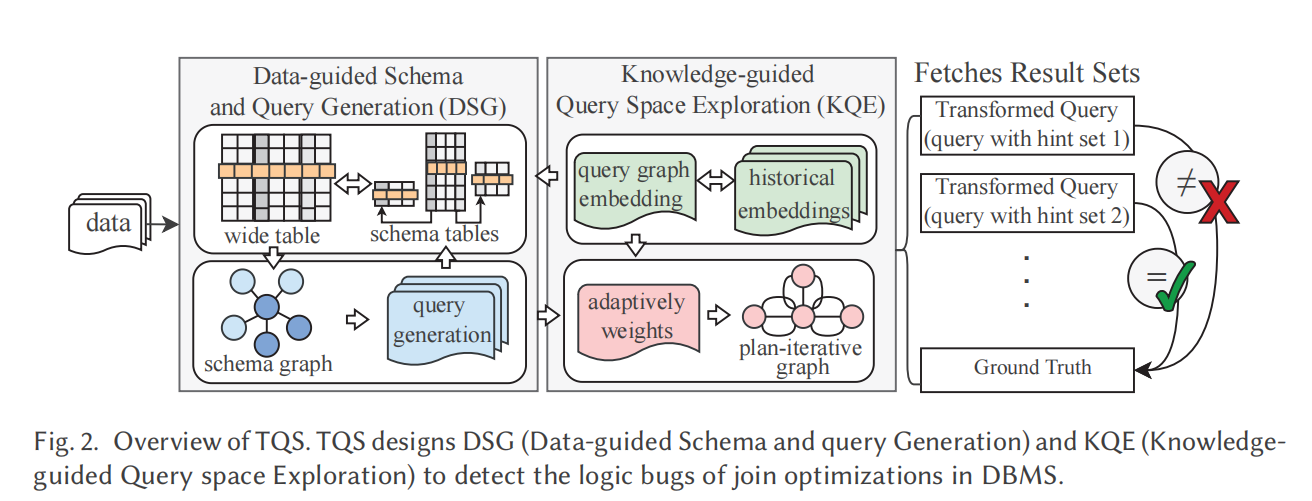 Data-guided Schema
and Query Generation (DSG)
data
wide table
schema tables
schema graph
query
generation
Knowledge-guided
Query Space Exploration (KQE)
query graph
embedding
historical
embeddings
adaptively
weights
plan-iterative
graph
Fetches Result Sets
Transformed Query
(query with hint set 1)
≠
Transformed Query
(query with hint set 2)
=
Ground Truth
Fig. 2. Overview of TQS. TQS designs DSG (Data-guided Schema and query Generation) and KQE (Knowledge-
guided Query space Exploration) to detect the logic bugs of join optimizations in DBMS.